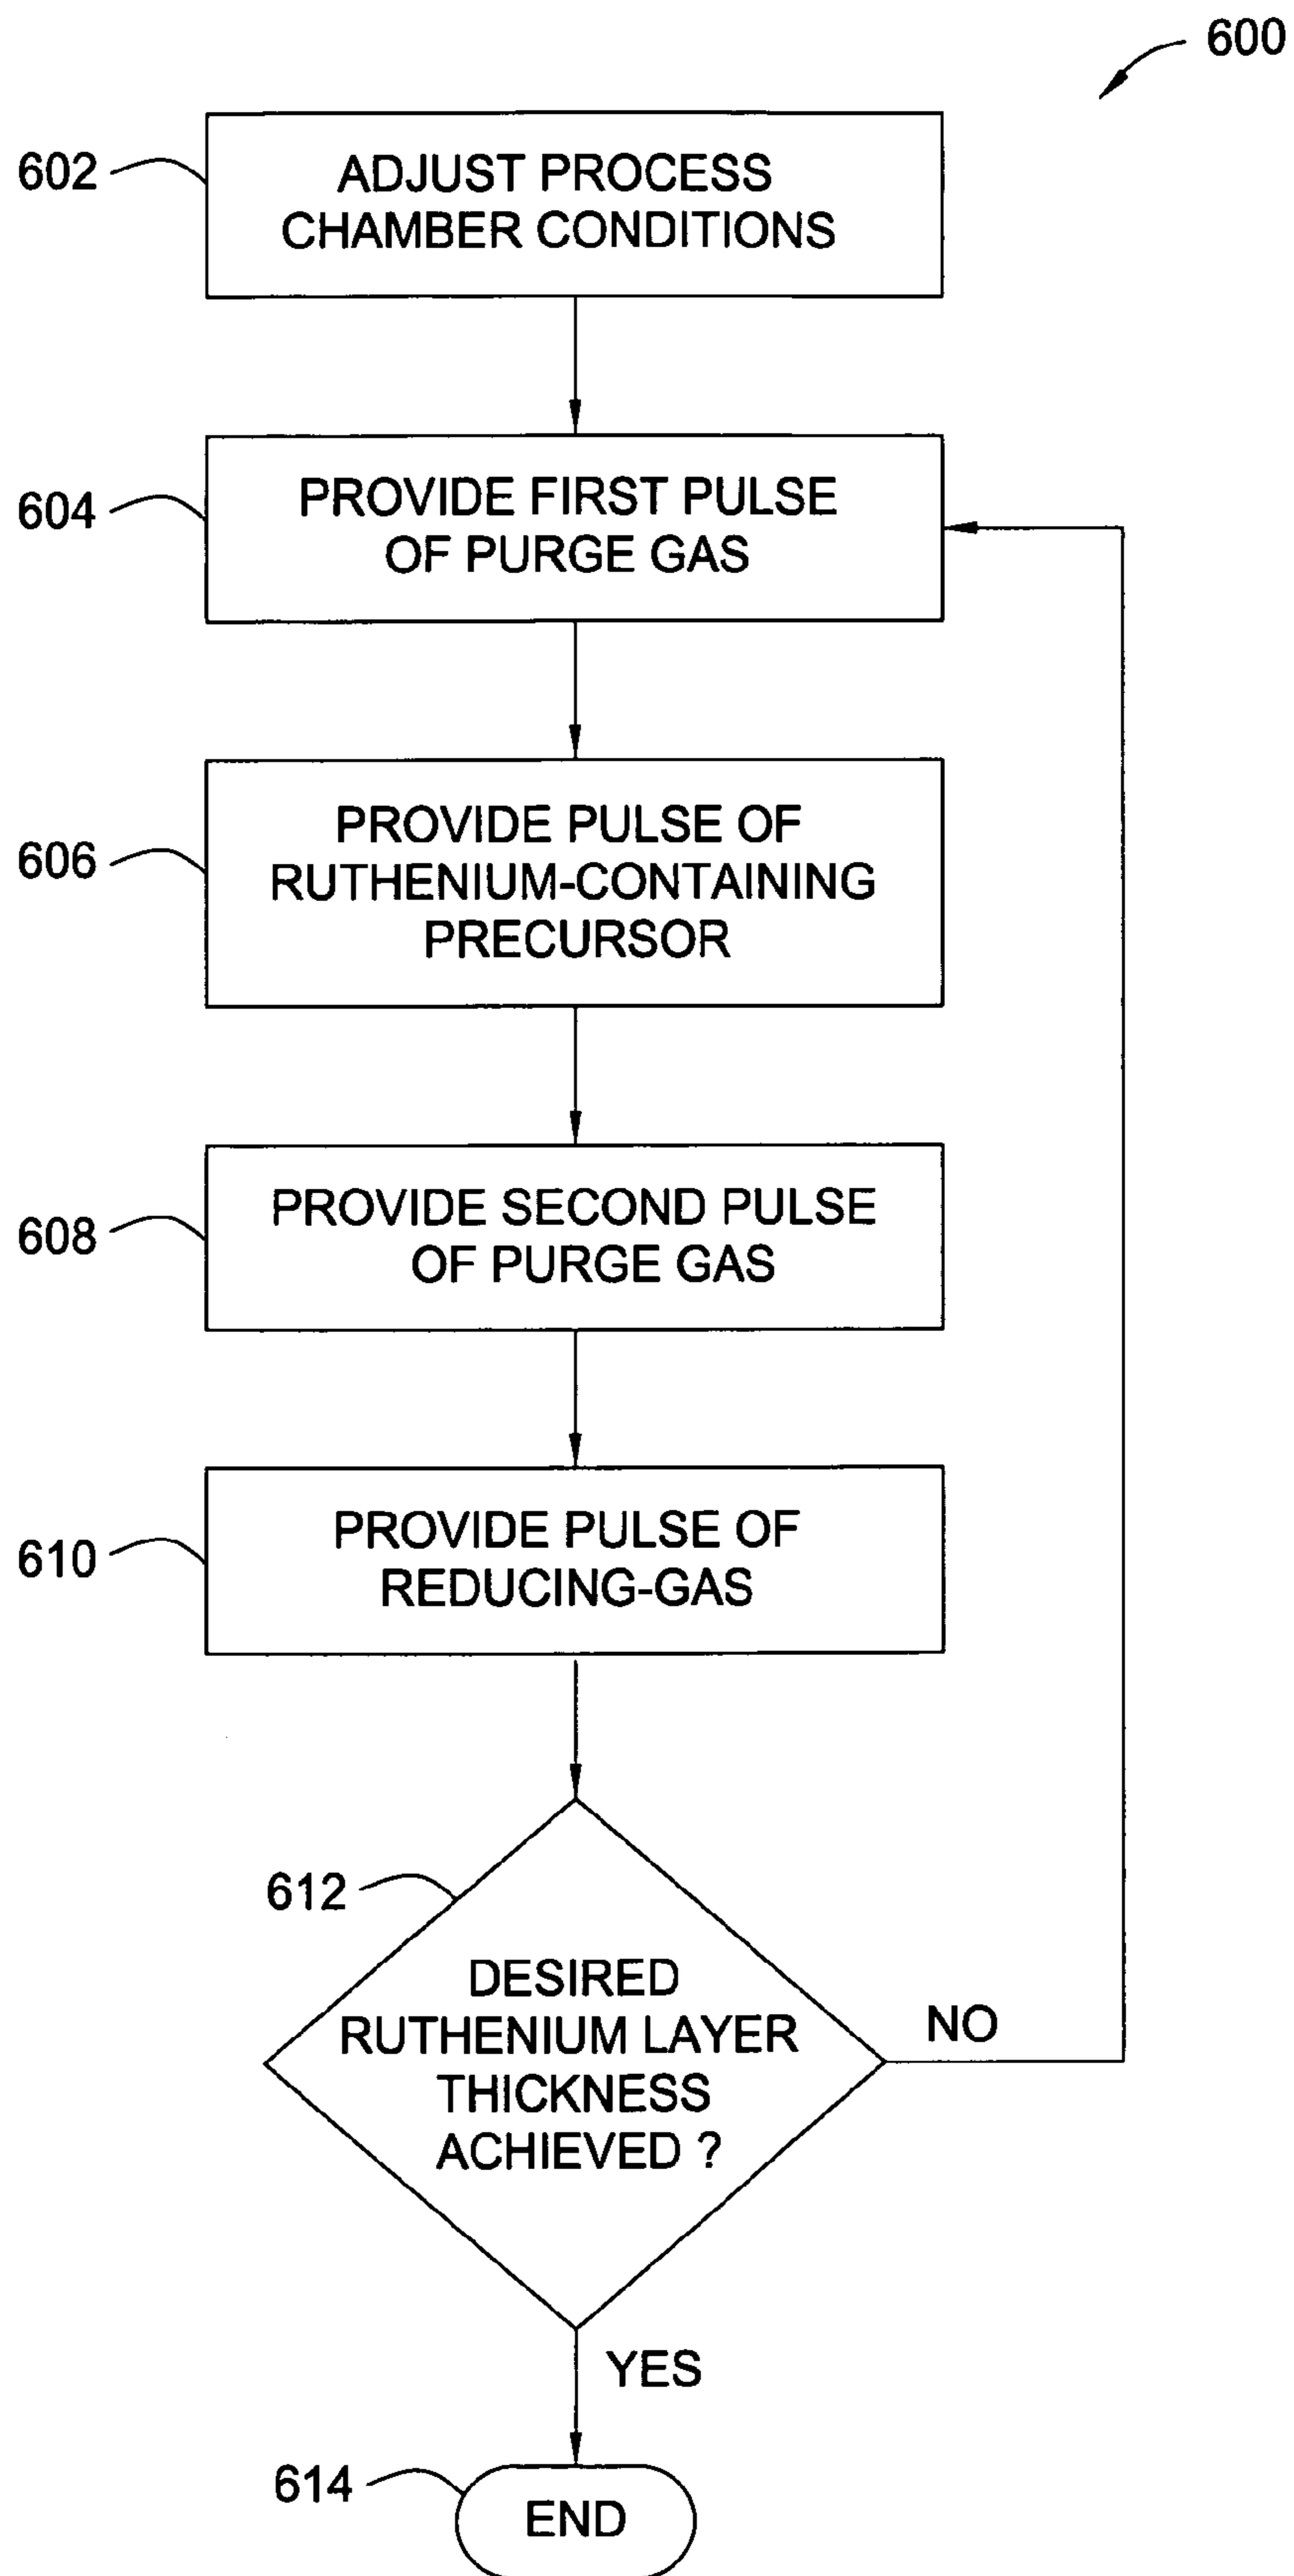 600
602
ADJUST PROCESS
CHAMBER CONDITIONS
604
PROVIDE FIRST PULSE
OF PURGE GAS
606
PROVIDE PULSE OF
RUTHENIUM-CONTAINING
PRECURSOR
608
PROVIDE SECOND PULSE
OF PURGE GAS
610
PROVIDE PULSE OF
REDUCING-GAS
612
DESIRED
RUTHENIUM LAYER
THICKNESS
ACHIEVED ?
NO
YES
614
END